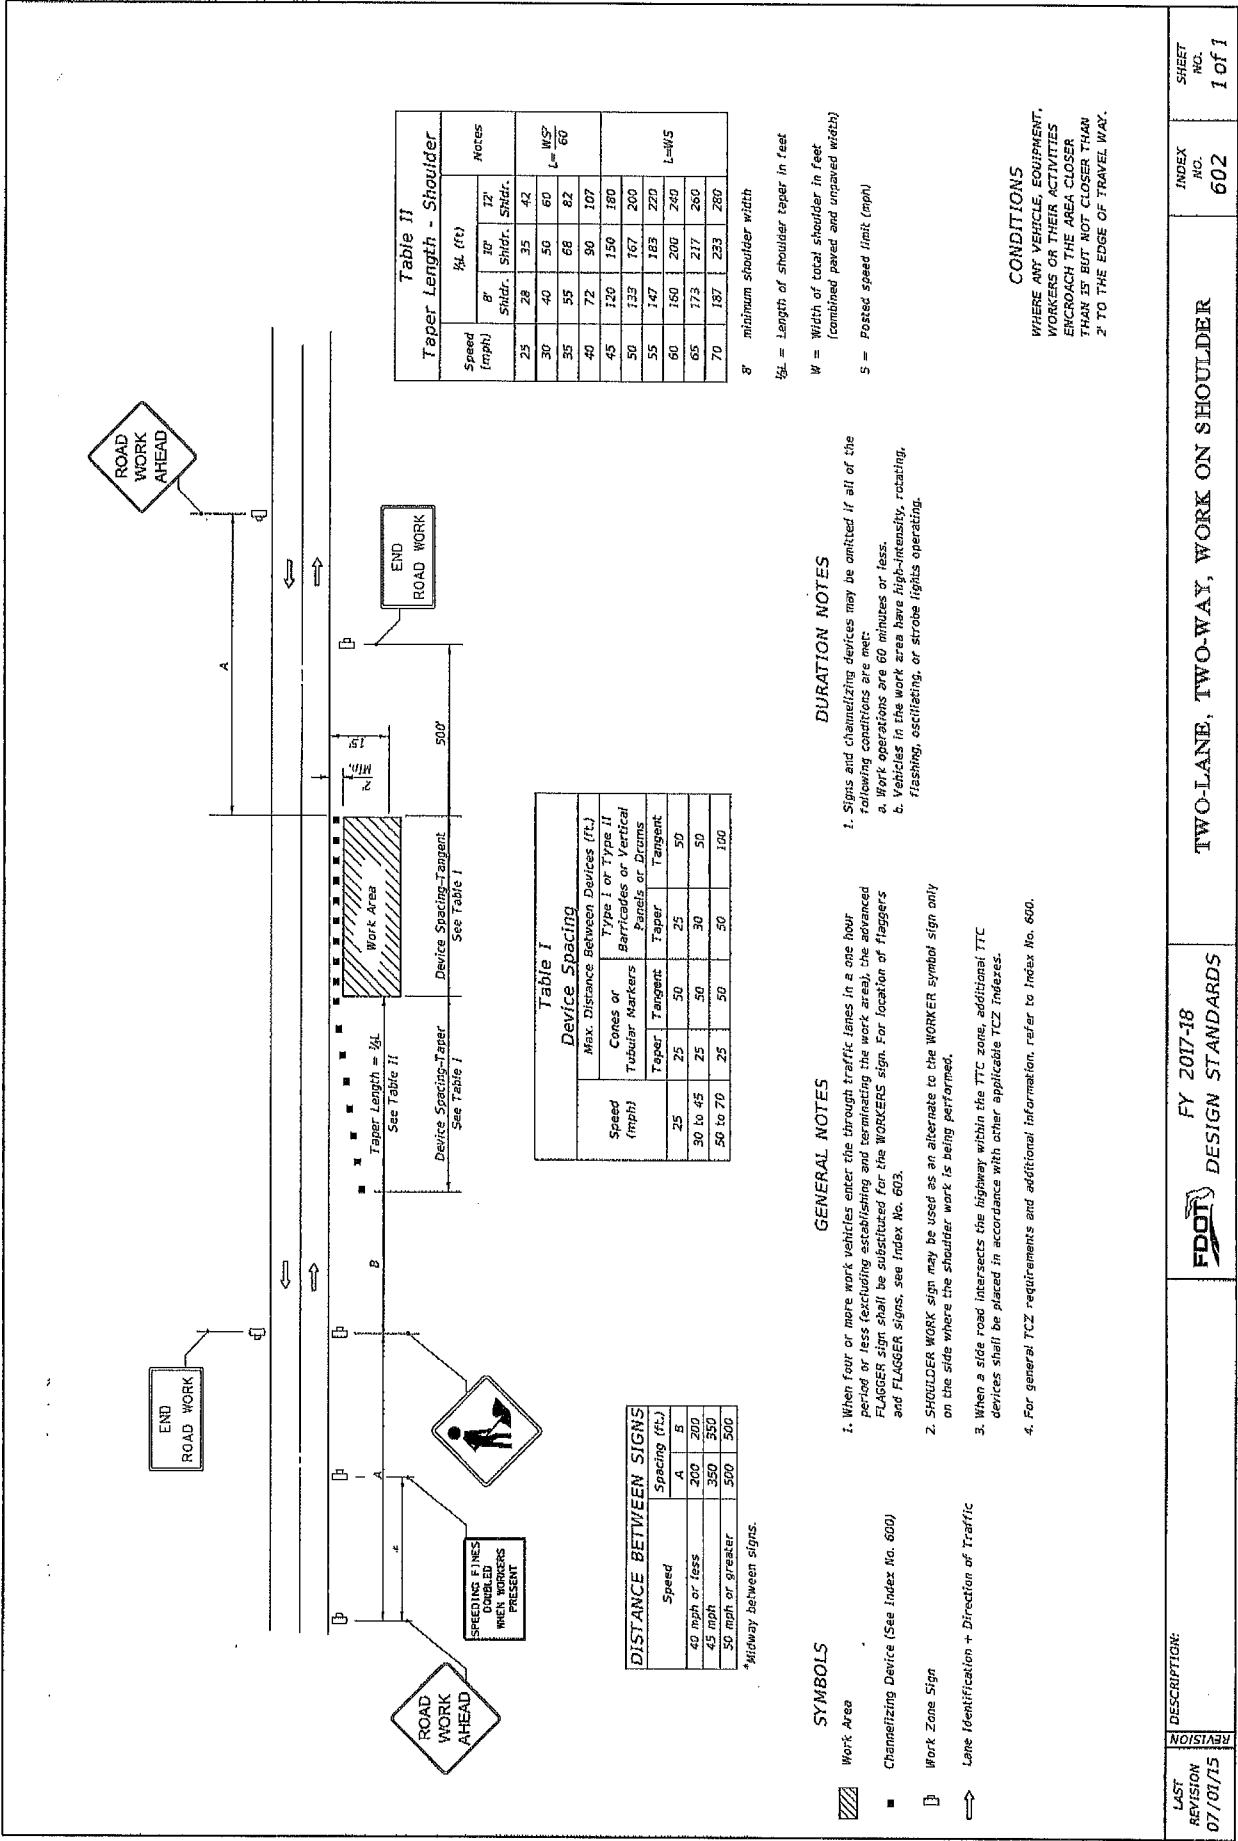 ROAD
WORK
AHEAD
END
ROAD WORK
A
END
ROAD WORK
B
A
*
ROAD
WORK
AHEAD
SPEEDING FINES
DOUBLED
WHEN WORKERS
PRESENT
Taper Length = ⅓L
See Table II
Device Spacing-Taper
See Table I
Work Area
Device Spacing-Tangent
See Table I
2'
Min.
15'
500'
DISTANCE BETWEEN SIGNS
Speed Spacing (ft.)
A B
40 mph or less 200 200
45 mph 350 350
50 mph or greater 500 500
*Midway between signs.
Table I
Device Spacing
Speed (mph) Max. Distance Between Devices (ft.)
Cones or Tubular Markers Type I or Type II Barricades or Vertical Panels or Drums
Taper Tangent Taper Tangent
25 25 50 25 50
30 to 45 25 50 30 50
50 to 70 25 50 50 100
Table II
Taper Length - Shoulder
Speed (mph) ⅓L (ft) Notes
8' Shldr. 10' Shldr. 12' Shldr.
25 28 35 42
30 40 50 60 L= WS²/60
35 55 68 82
40 72 90 107
45 120 150 180
50 133 167 200
55 147 183 220 L=WS
60 160 200 240
65 173 217 260
70 187 233 280
8' minimum shoulder width
⅓L = Length of shoulder taper in feet
W = Width of total shoulder in feet
(combined paved and unpaved width)
S = Posted speed limit (mph)
SYMBOLS
Work Area
Channelizing Device (See Index No. 600)
Work Zone Sign
Lane Identification + Direction of Traffic
GENERAL NOTES
1. When four or more work vehicles enter the through traffic lanes in a one hour
period or less (excluding establishing and terminating the work area), the advanced
FLAGGER sign shall be substituted for the WORKERS sign. For location of flaggers
and FLAGGER signs, see Index No. 603.
2. SHOULDER WORK sign may be used as an alternate to the WORKER symbol sign only
on the side where the shoulder work is being performed.
3. When a side road intersects the highway within the TTC zone, additional TTC
devices shall be placed in accordance with other applicable TCZ Indexes.
4. For general TCZ requirements and additional information, refer to Index No. 600.
DURATION NOTES
1. Signs and channelizing devices may be omitted if all of the
following conditions are met:
a. Work operations are 60 minutes or less.
b. Vehicles in the work area have high-intensity, rotating,
flashing, oscillating, or strobe lights operating.
CONDITIONS
WHERE ANY VEHICLE, EQUIPMENT,
WORKERS OR THEIR ACTIVITIES
ENCROACH THE AREA CLOSER
THAN 15' BUT NOT CLOSER THAN
2' TO THE EDGE OF TRAVEL WAY.
LAST
REVISION
07/01/15
REVISION
DESCRIPTION:
FDOT
FY 2017-18
DESIGN STANDARDS
TWO-LANE, TWO-WAY, WORK ON SHOULDER
INDEX
NO.
602
SHEET
NO.
1 of 1